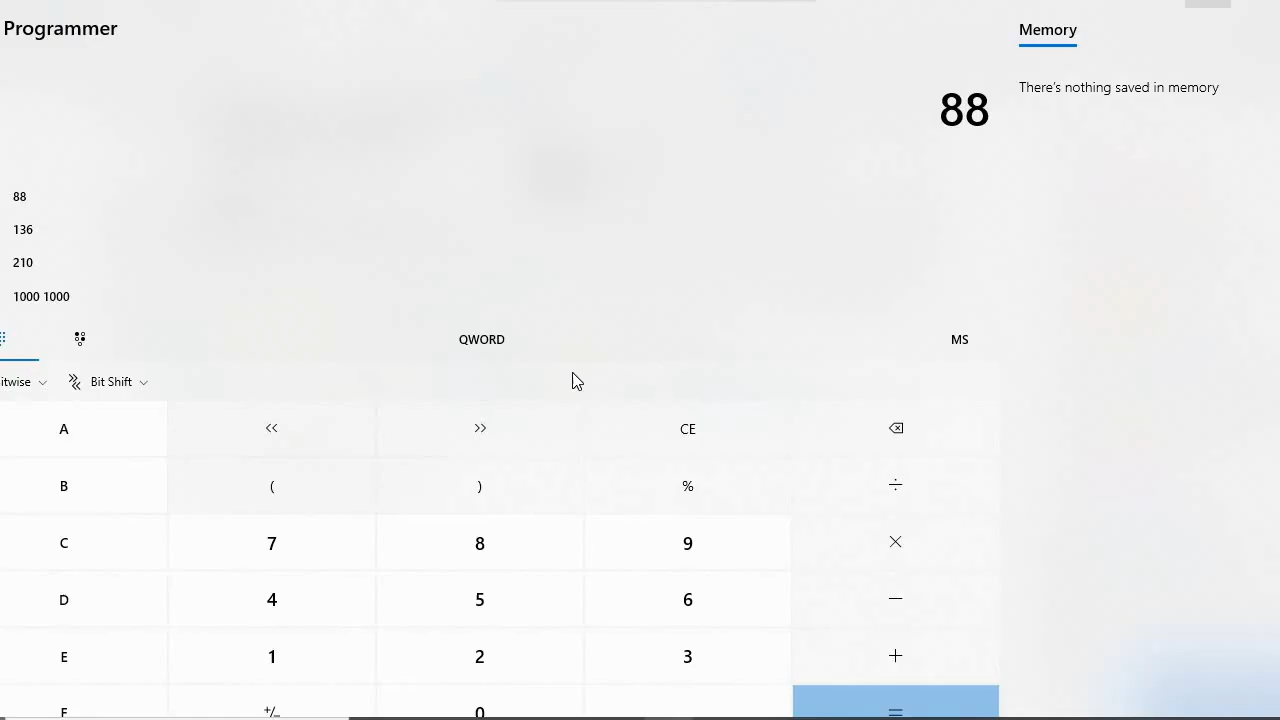 Programmer
Memory
There's nothing saved in memory
88
88
136
210
1000 1000
QWORD
MS
itwise
Bit Shift
A
<<
>>
CE
B
(
)
%
÷
C
7
8
9
×
D
4
5
6
−
E
1
2
3
+
F
+/−
0
=